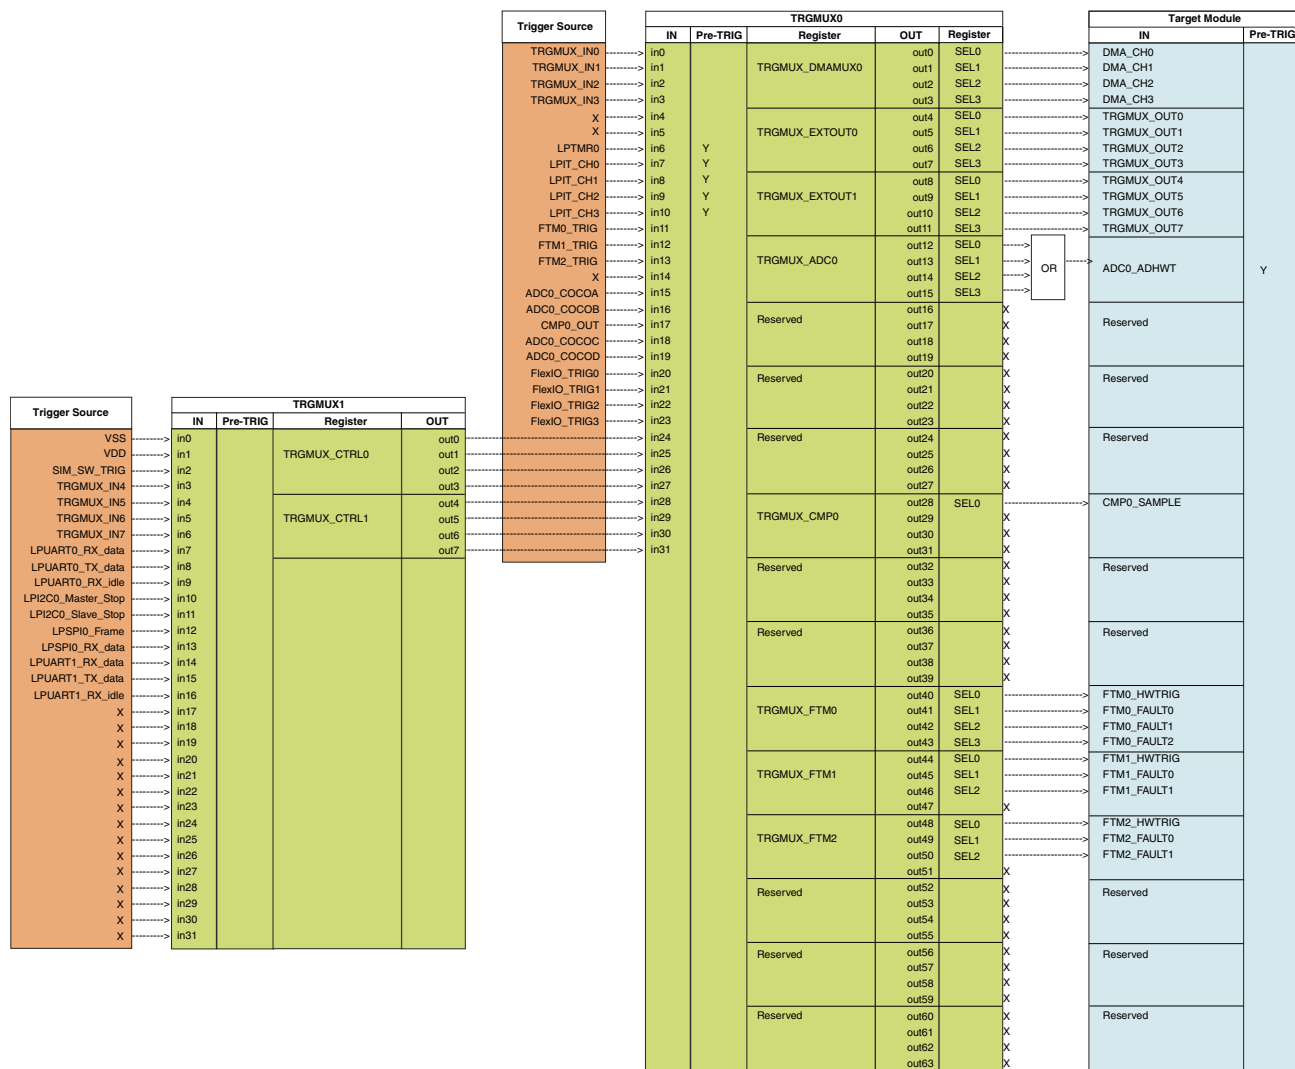 Trigger Source TRGMUX0 Target Module
IN Pre-TRIG Register OUT Register IN Pre-TRIG
TRGMUX_IN0 in0 out0 SEL0 DMA_CH0
TRGMUX_IN1 in1 TRGMUX_DMAMUX0 out1 SEL1 DMA_CH1
TRGMUX_IN2 in2 out2 SEL2 DMA_CH2
TRGMUX_IN3 in3 out3 SEL3 DMA_CH3
X in4 out4 SEL0 TRGMUX_OUT0
X in5 TRGMUX_EXTOUT0 out5 SEL1 TRGMUX_OUT1
LPTMR0 in6 Y out6 SEL2 TRGMUX_OUT2
LPIT_CH0 in7 Y out7 SEL3 TRGMUX_OUT3
LPIT_CH1 in8 Y out8 SEL0 TRGMUX_OUT4
LPIT_CH2 in9 Y TRGMUX_EXTOUT1 out9 SEL1 TRGMUX_OUT5
LPIT_CH3 in10 Y out10 SEL2 TRGMUX_OUT6
FTM0_TRIG in11 out11 SEL3 TRGMUX_OUT7
FTM1_TRIG in12 out12 SEL0
FTM2_TRIG in13 TRGMUX_ADC0 out13 SEL1 OR ADC0_ADHWT Y
X in14 out14 SEL2
ADC0_COCOA in15 out15 SEL3
ADC0_COCOB in16 out16 X
CMP0_OUT in17 Reserved out17 X Reserved
ADC0_COCOC in18 out18 X
ADC0_COCOD in19 out19 X
FlexIO_TRIG0 in20 Reserved out20 X Reserved
FlexIO_TRIG1 in21 out21 X
FlexIO_TRIG2 in22 out22 X
FlexIO_TRIG3 in23 out23 X
Trigger Source TRGMUX1
IN Pre-TRIG Register OUT
VSS in0 out0 in24 Reserved out24 X Reserved
VDD in1 TRGMUX_CTRL0 out1 in25 out25 X
SIM_SW_TRIG in2 out2 in26 out26 X
TRGMUX_IN4 in3 out3 in27 out27 X
TRGMUX_IN5 in4 out4 in28 out28 SEL0 CMP0_SAMPLE
TRGMUX_IN6 in5 TRGMUX_CTRL1 out5 in29 TRGMUX_CMP0 out29 X
TRGMUX_IN7 in6 out6 in30 out30 X
LPUART0_RX_data in7 out7 in31 out31 X
LPUART0_TX_data in8 Reserved out32 X Reserved
LPUART0_RX_idle in9 out33 X
LPI2C0_Master_Stop in10 out34 X
LPI2C0_Slave_Stop in11 out35 X
LPSPI0_Frame in12 Reserved out36 X Reserved
LPSPI0_RX_data in13 out37 X
LPUART1_RX_data in14 out38 X
LPUART1_TX_data in15 out39 X
LPUART1_RX_idle in16 out40 SEL0 FTM0_HWTRIG
X in17 TRGMUX_FTM0 out41 SEL1 FTM0_FAULT0
X in18 out42 SEL2 FTM0_FAULT1
X in19 out43 SEL3 FTM0_FAULT2
X in20 out44 SEL0 FTM1_HWTRIG
X in21 TRGMUX_FTM1 out45 SEL1 FTM1_FAULT0
X in22 out46 SEL2 FTM1_FAULT1
X in23 out47 X
X in24 out48 SEL0 FTM2_HWTRIG
X in25 TRGMUX_FTM2 out49 SEL1 FTM2_FAULT0
X in26 out50 SEL2 FTM2_FAULT1
X in27 out51 X
X in28 Reserved out52 X Reserved
X in29 out53 X
X in30 out54 X
X in31 out55 X
Reserved out56 X Reserved
out57 X
out58 X
out59 X
Reserved out60 X Reserved
out61 X
out62 X
out63 X